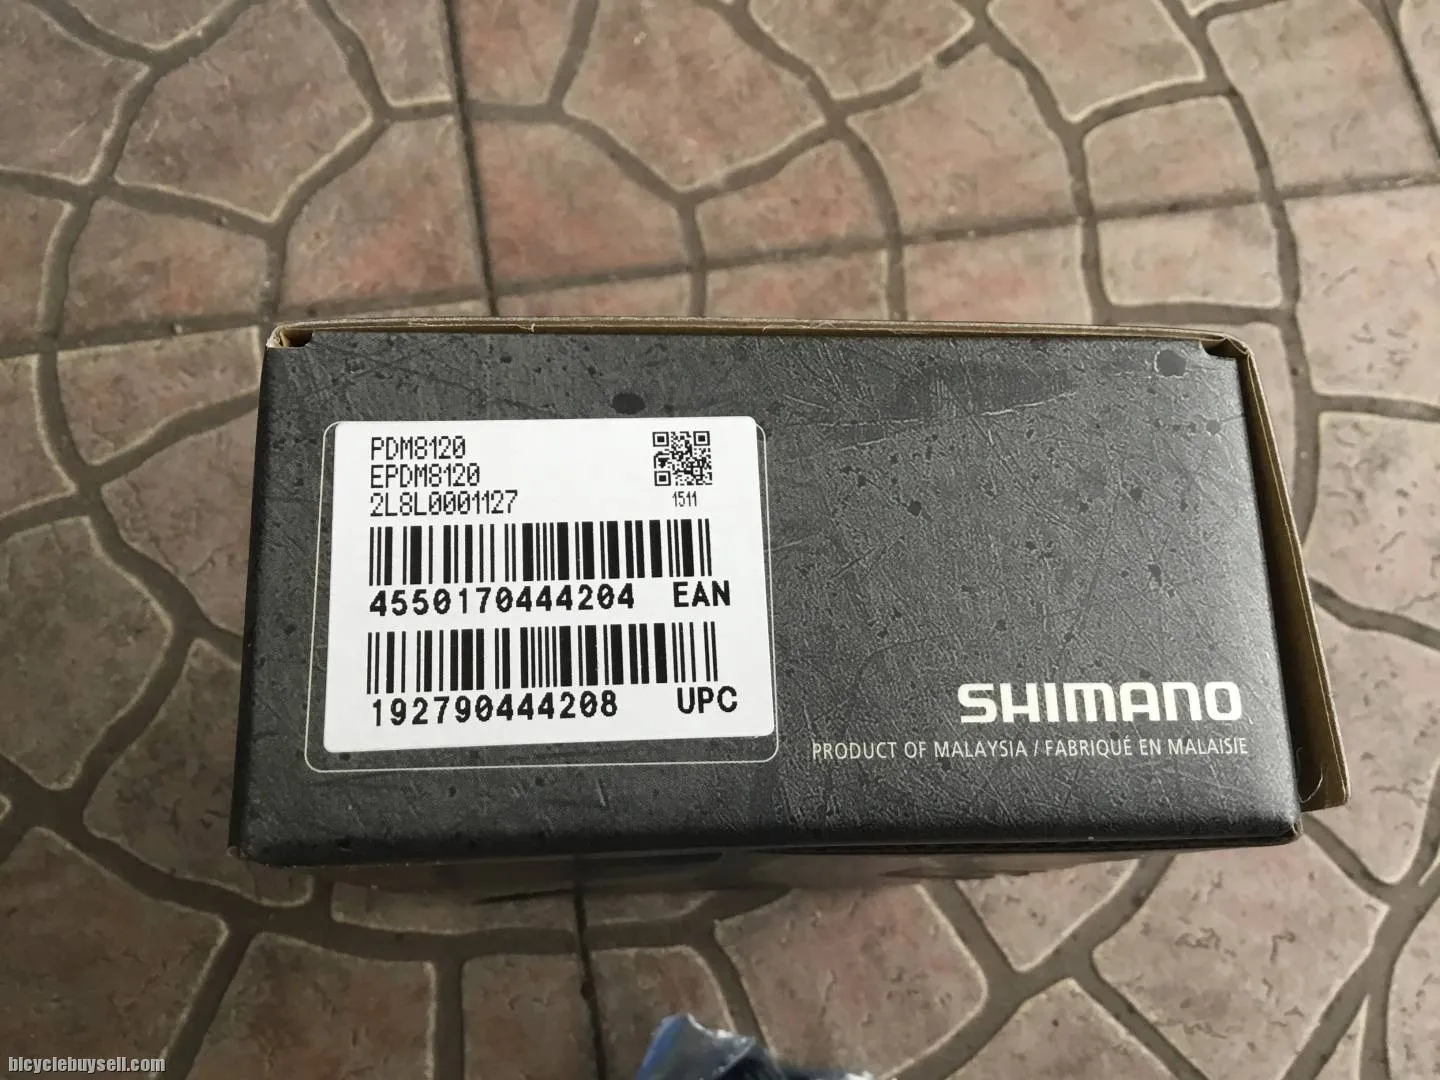 PDM8120
EPDM8120
2L8L0001127
1511
4550170444204 EAN
192790444208 UPC
SHIMANO
PRODUCT OF MALAYSIA / FABRIQUÉ EN MALAISIE
bicyclebuysell.com